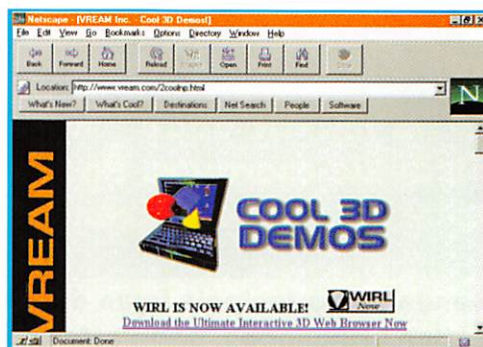 Netscape - [VREAM Inc. - Cool 3D Demos!]
File Edit View Go Bookmarks Options Directory Window Help
Back Forward Home Reload Images Open Print Find Stop
Location: http://www.vream.com/2coolnp.html
N
What's New? What's Cool? Destinations Net Search People Software
VREAM
COOL 3D
DEMOS
WIRL IS NOW AVAILABLE!
WIRL
Now
Download the Ultimate Interactive 3D Web Browser Now
Document: Done